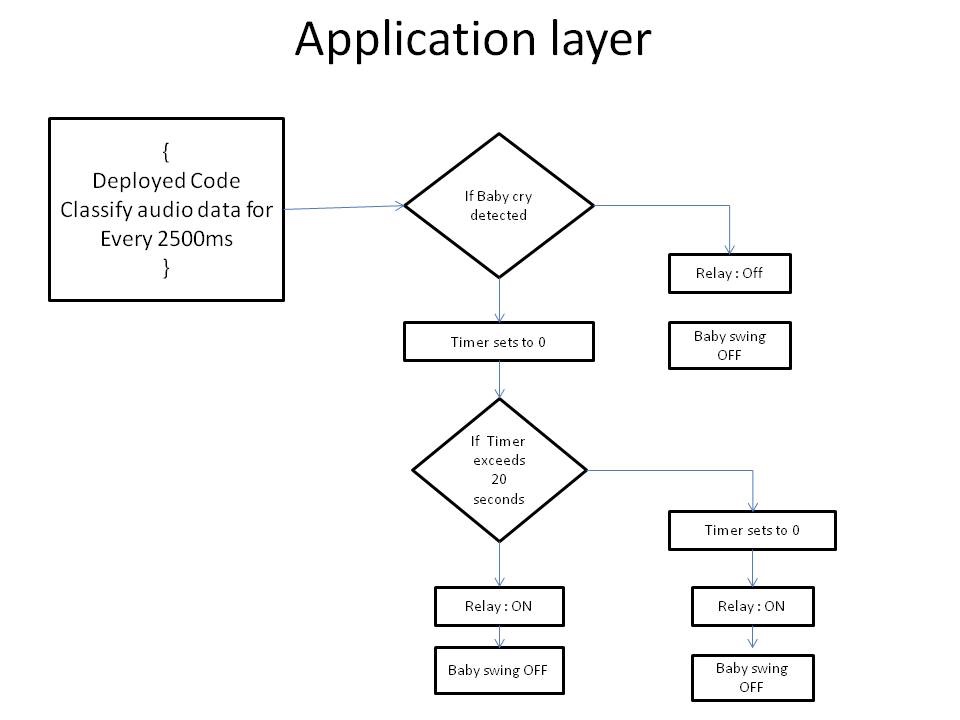 Application layer
{
Deployed Code
Classify audio data for
Every 2500ms
}
If Baby cry
detected
Relay : Off
Baby swing
OFF
Timer sets to 0
If Timer
exceeds
20
seconds
Timer sets to 0
Relay : ON
Baby swing OFF
Relay : ON
Baby swing
OFF